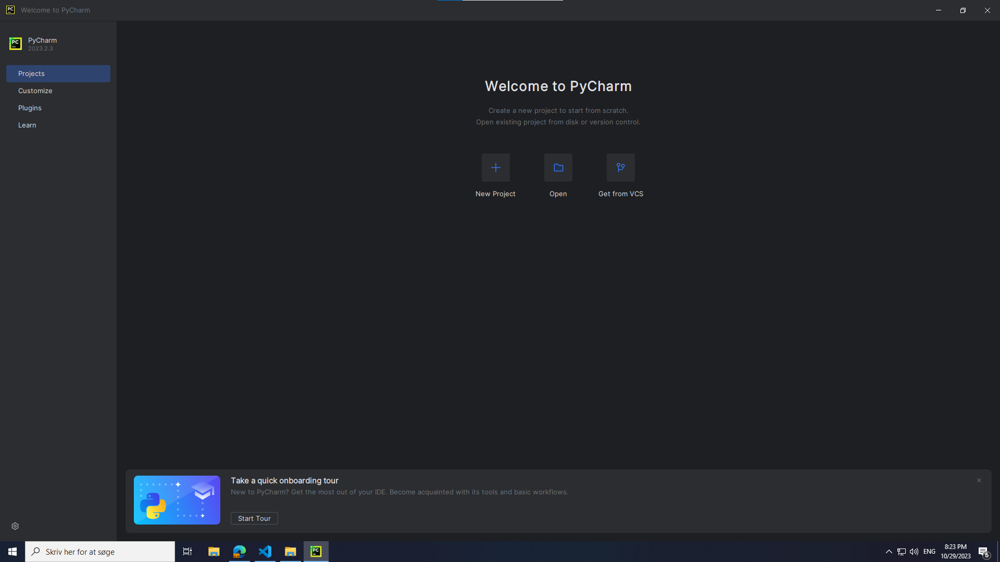 PC Welcome to PyCharm
PC PyCharm
2023.2.3
Projects
Customize
Plugins
Learn
Welcome to PyCharm
Create a new project to start from scratch.
Open existing project from disk or version control.
New Project Open Get from VCS
Take a quick onboarding tour
New to PyCharm? Get the most out of your IDE. Become acquainted with its tools and basic workflows.
Start Tour
Skriv her for at søge
PC
ENG
8:23 PM
10/29/2023
6